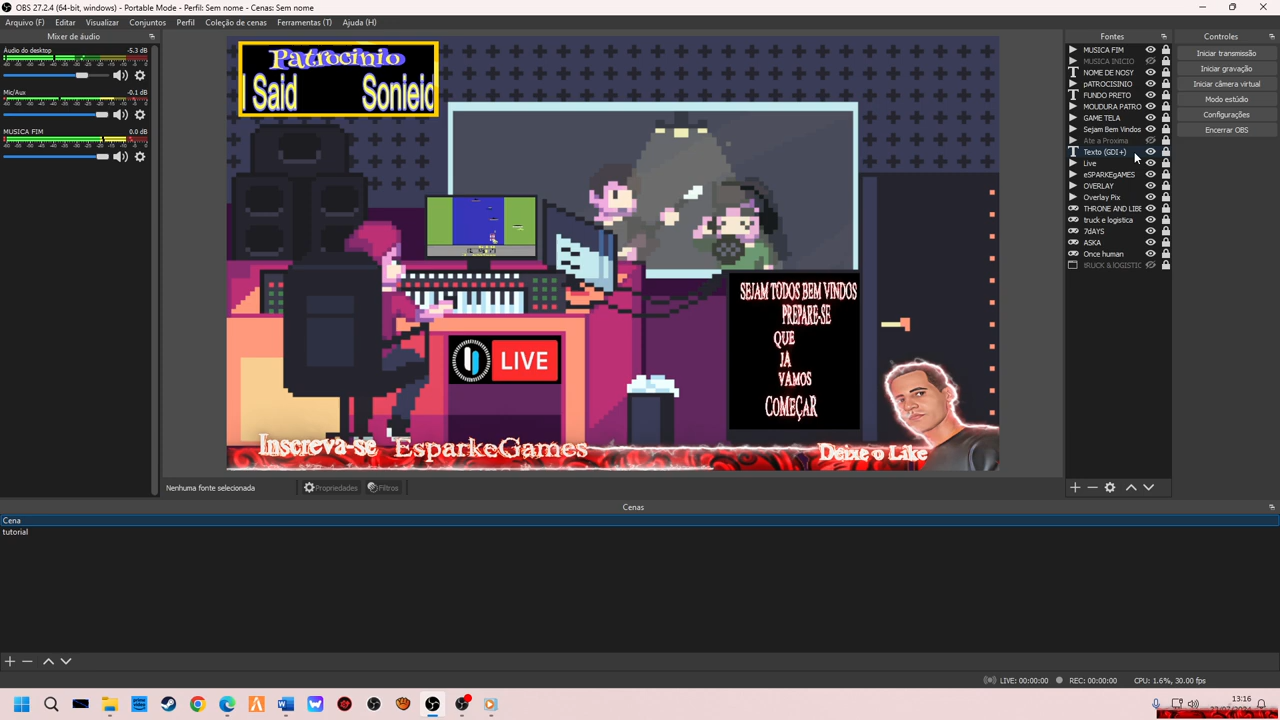 OBS 27.2.4 (64-bit, windows) - Portable Mode - Perfil: Sem nome - Cenas: Sem nome
Arquivo (F) Editar Visualizar Conjuntos Perfil Coleção de cenas Ferramentas (T) Ajuda (H)
Mixer de áudio
Áudio do desktop -5.3 dB
Mic/Aux -0.1 dB
MUSICA FIM 0.0 dB
Patrocinio
Said Sonieid
SEJAM TODOS BEM VINDOS
PREPARE-SE
QUE
JA
VAMOS
COMEÇAR
LIVE
Inscreva-se EsparkeGames Deixe o Like
Nenhuma fonte selecionada Propriedades Filtros
Fontes
MUSICA FIM
MUSICA INICIO
NOME DE NOSY
pATROCISINIO
FUNDO PRETO
MOUDURA PATRO
GAME TELA
Sejam Bem Vindos
Ate a Proxima
Texto (GDI+)
Live
eSPARKEgAMES
OVERLAY
Overlay Pix
THRONE AND LIBE
truck e logistica
7dAYS
ASKA
Once human
tRUCK & lOGISTIC
Controles
Iniciar transmissão
Iniciar gravação
Iniciar câmera virtual
Modo estúdio
Configurações
Encerrar OBS
Cenas
Cena
tutorial
LIVE: 00:00:00 REC: 00:00:00 CPU: 1.6%, 30.00 fps
13:16